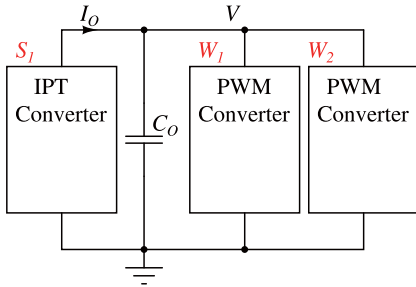 I_O
V
S_1
W_1
W_2
IPT
Converter
C_O
PWM
Converter
PWM
Converter